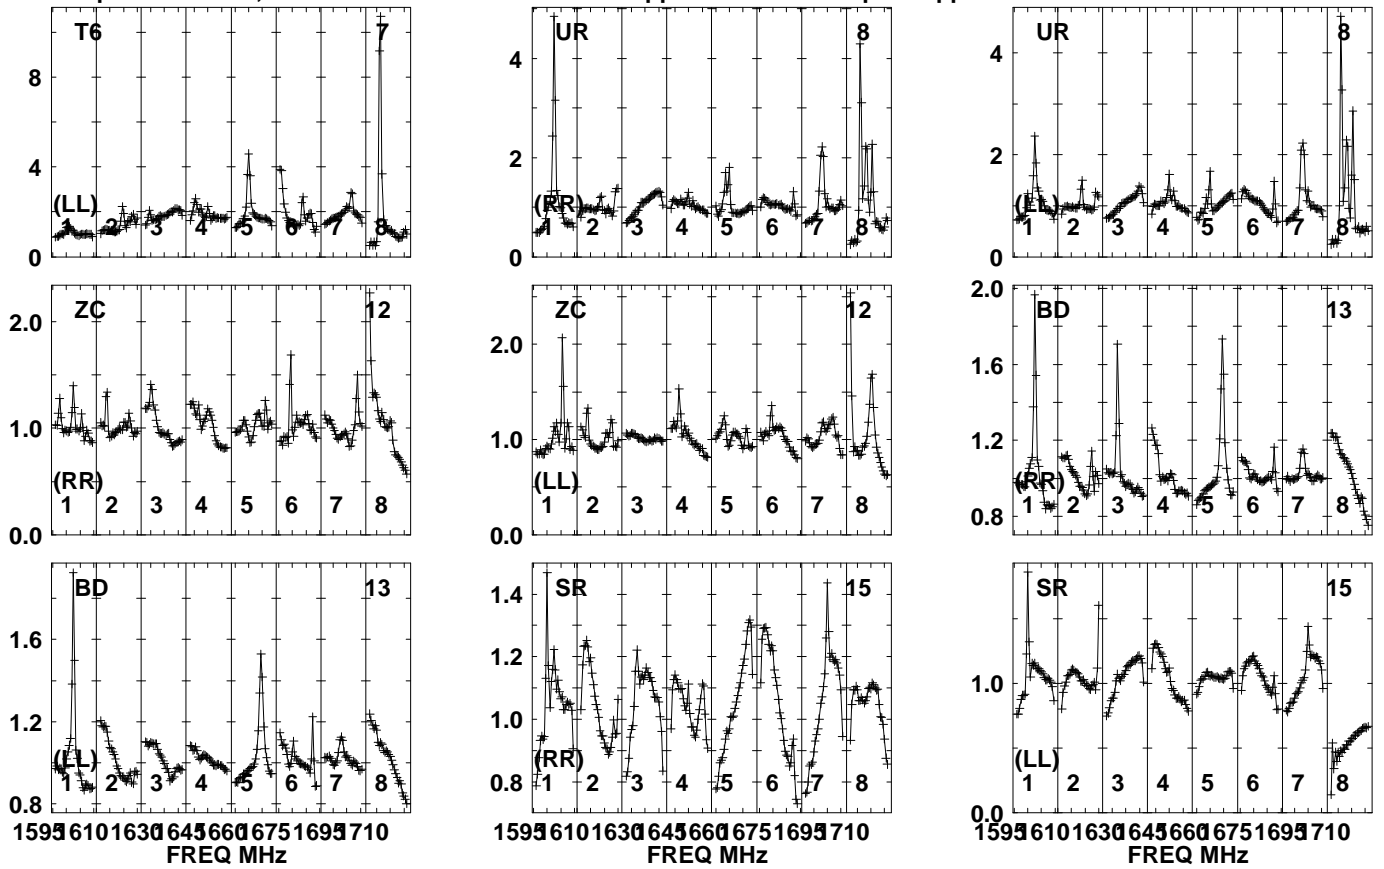 T6 7
UR 8
UR 8
8
4
0
(LL)
1 2 3 4 5 6 7 8
4
2
0
(RR)
1 2 3 4 5 6 7 8
4
2
0
(LL)
1 2 3 4 5 6 7 8
ZC 12
ZC 12
BD 13
2.0
1.0
0.0
(RR)
1 2 3 4 5 6 7 8
2.0
1.0
0.0
(LL)
1 2 3 4 5 6 7 8
2.0
1.6
1.2
0.8
(RR)
1 2 3 4 5 6 7 8
BD 13
SR 15
SR 15
1.6
1.2
0.8
(LL)
1 2 3 4 5 6 7 8
1.4
1.2
1.0
0.8
(RR)
1 2 3 4 5 6 7 8
1.0
0.0
(LL)
1 2 3 4 5 6 7 8
1595 1610 1630 1645 1660 1675 1695 1710
FREQ MHz
1595 1610 1630 1645 1660 1675 1695 1710
FREQ MHz
1595 1610 1630 1645 1660 1675 1695 1710
FREQ MHz